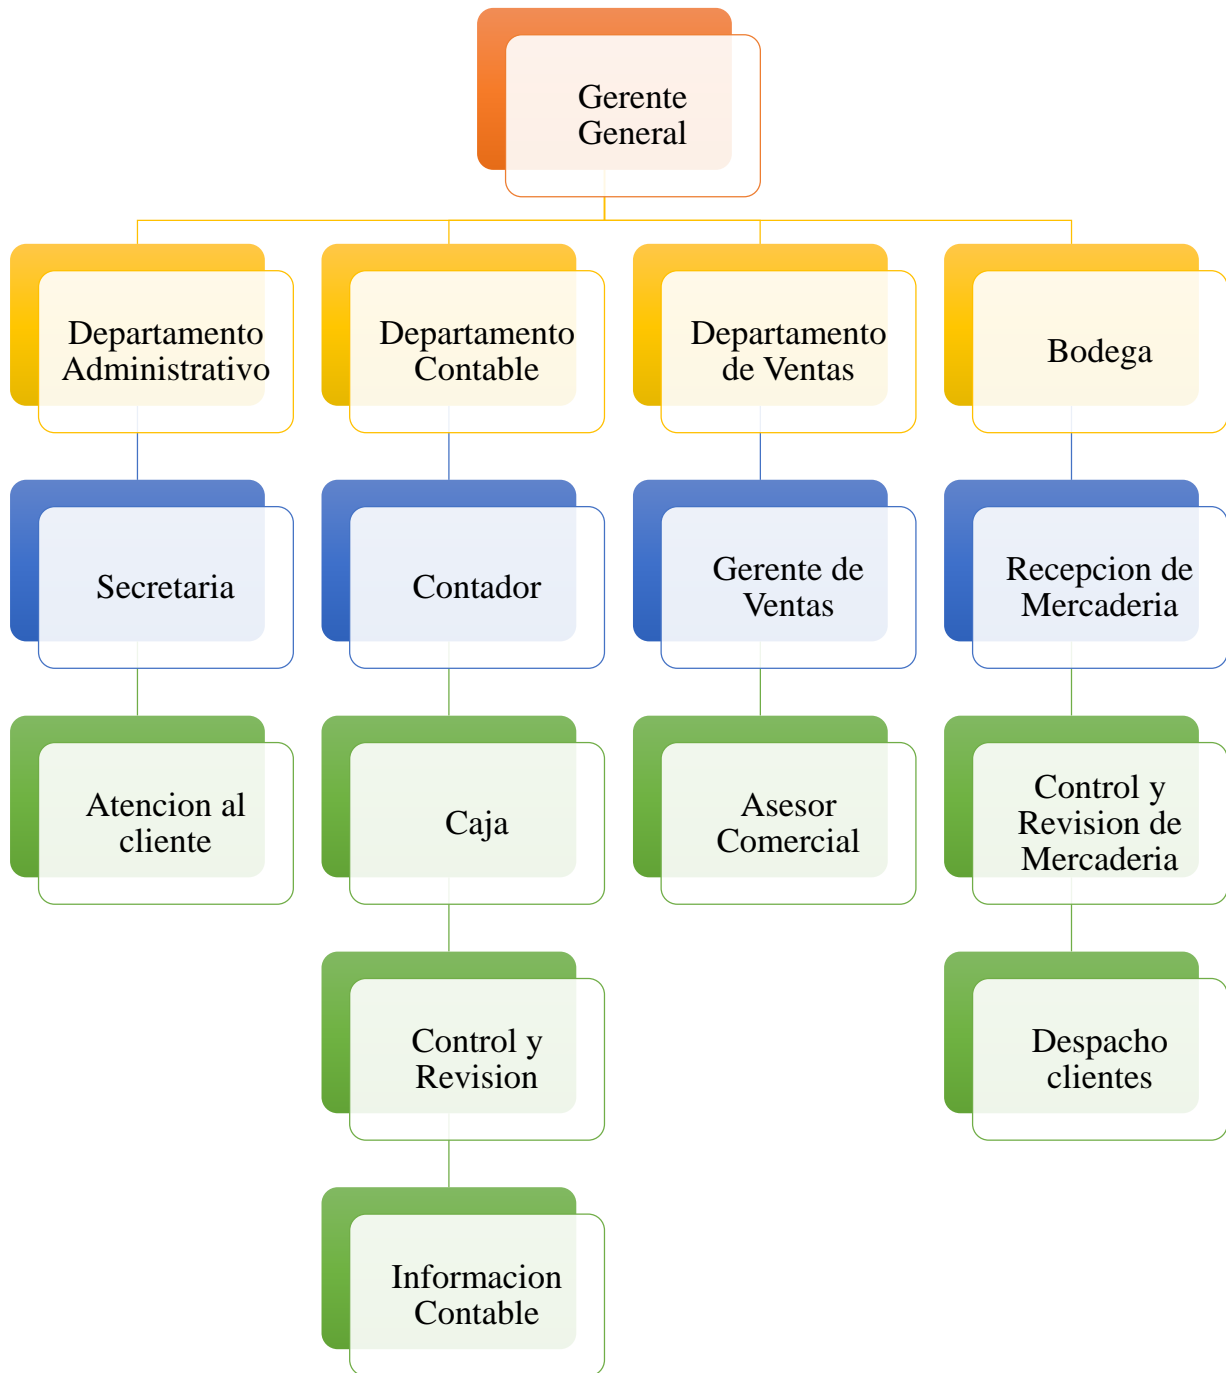 Gerente
General
Departamento
Administrativo
Departamento
Contable
Departamento
de Ventas
Bodega
Secretaria
Contador
Gerente de
Ventas
Recepcion de
Mercaderia
Atencion al
cliente
Caja
Asesor
Comercial
Control y
Revision de
Mercaderia
Control y
Revision
Despacho
clientes
Informacion
Contable